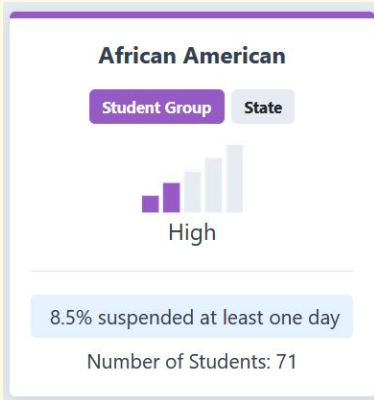 African American
Student Group State
High
8.5% suspended at least one day
Number of Students: 71